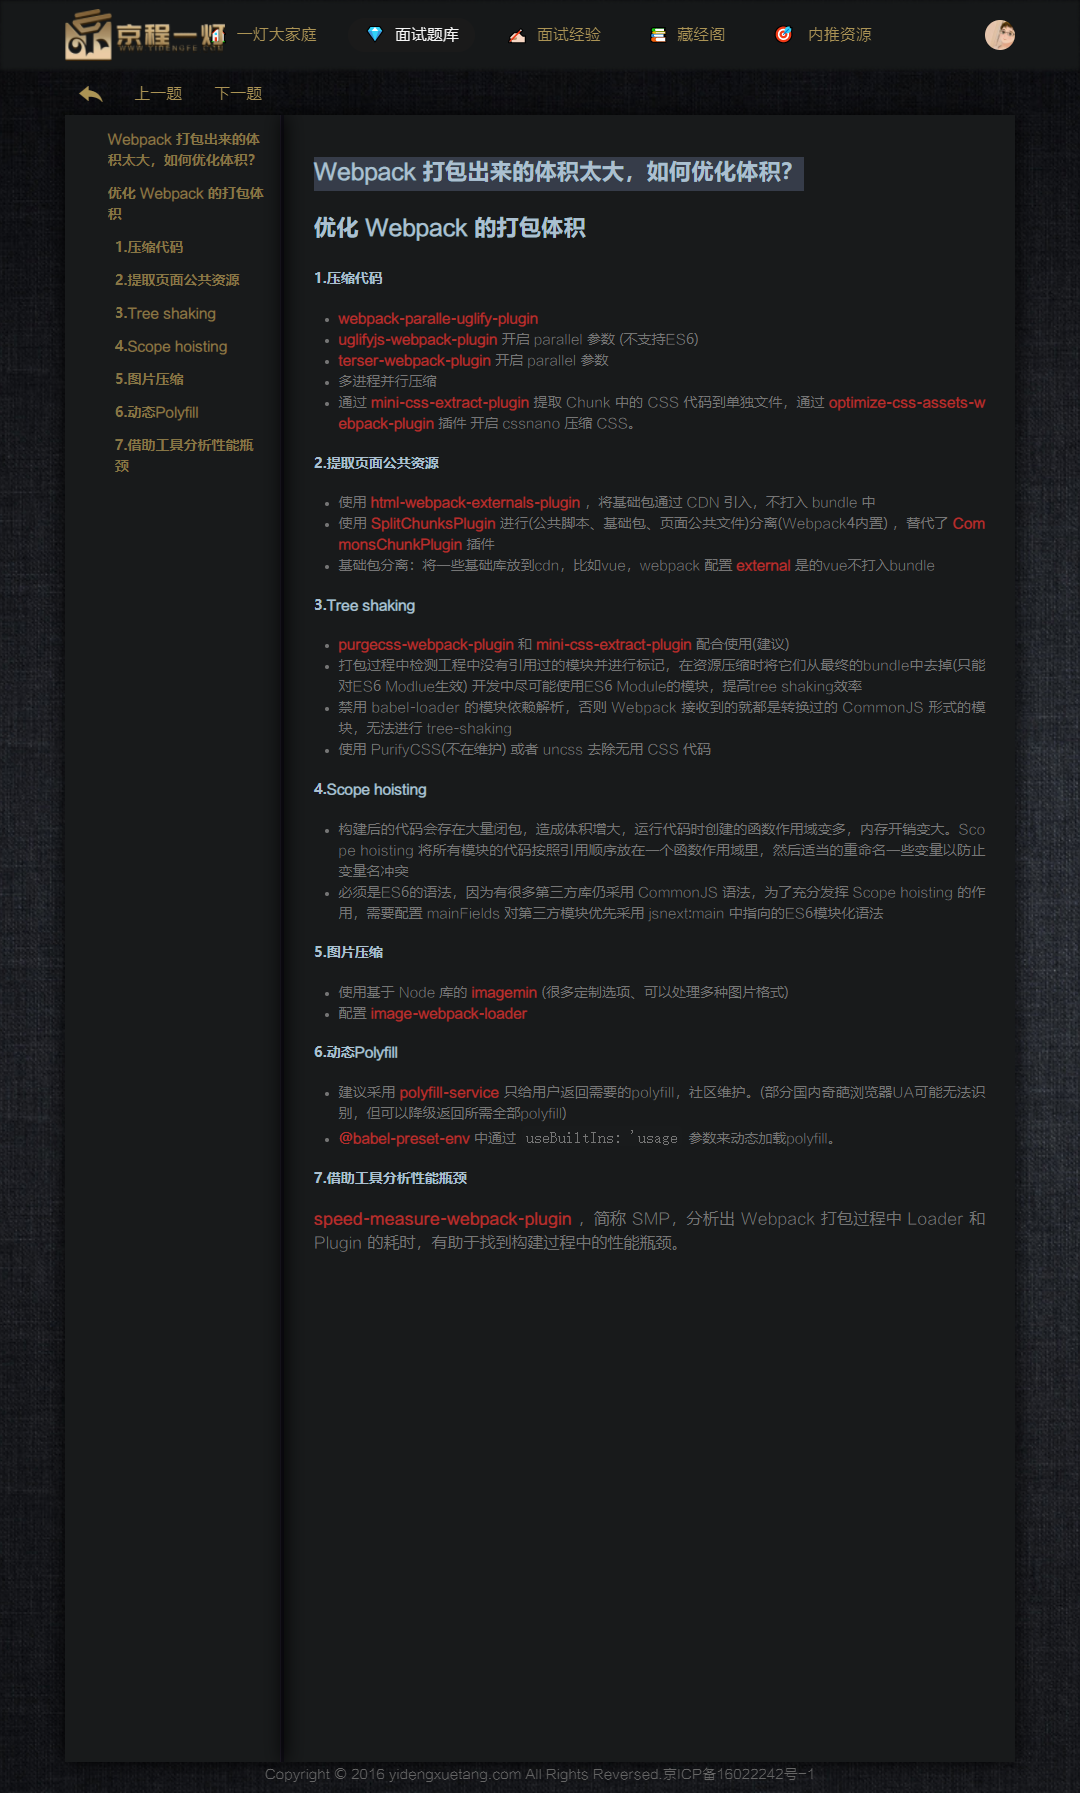 京程一灯
WWW.YIDENGFE.COM
一灯大家庭
面试题库
面试经验
藏经阁
内推资源
上一题
下一题
Webpack 打包出来的体
积太大，如何优化体积？
优化 Webpack 的打包体
积
1.压缩代码
2.提取页面公共资源
3.Tree shaking
4.Scope hoisting
5.图片压缩
6.动态Polyfill
7.借助工具分析性能瓶
颈
Webpack 打包出来的体积太大，如何优化体积？
优化 Webpack 的打包体积
1.压缩代码
• webpack-paralle-uglify-plugin
• uglifyjs-webpack-plugin 开启 parallel 参数 (不支持ES6)
• terser-webpack-plugin 开启 parallel 参数
• 多进程并行压缩
• 通过 mini-css-extract-plugin 提取 Chunk 中的 CSS 代码到单独文件，通过 optimize-css-assets-w
ebpack-plugin 插件 开启 cssnano 压缩 CSS。
2.提取页面公共资源
• 使用 html-webpack-externals-plugin ，将基础包通过 CDN 引入，不打入 bundle 中
• 使用 SplitChunksPlugin 进行(公共脚本、基础包、页面公共文件)分离(Webpack4内置) ，替代了 Com
monsChunkPlugin 插件
• 基础包分离：将一些基础库放到cdn，比如vue，webpack 配置 external 是的vue不打入bundle
3.Tree shaking
• purgecss-webpack-plugin 和 mini-css-extract-plugin 配合使用(建议)
• 打包过程中检测工程中没有引用过的模块并进行标记，在资源压缩时将它们从最终的bundle中去掉(只能
对ES6 Modlue生效) 开发中尽可能使用ES6 Module的模块，提高tree shaking效率
• 禁用 babel-loader 的模块依赖解析，否则 Webpack 接收到的就都是转换过的 CommonJS 形式的模
块，无法进行 tree-shaking
• 使用 PurifyCSS(不在维护) 或者 uncss 去除无用 CSS 代码
4.Scope hoisting
• 构建后的代码会存在大量闭包，造成体积增大，运行代码时创建的函数作用域变多，内存开销变大。Sco
pe hoisting 将所有模块的代码按照引用顺序放在一个函数作用域里，然后适当的重命名一些变量以防止
变量名冲突
• 必须是ES6的语法，因为有很多第三方库仍采用 CommonJS 语法，为了充分发挥 Scope hoisting 的作
用，需要配置 mainFields 对第三方模块优先采用 jsnext:main 中指向的ES6模块化语法
5.图片压缩
• 使用基于 Node 库的 imagemin (很多定制选项、可以处理多种图片格式)
• 配置 image-webpack-loader
6.动态Polyfill
• 建议采用 polyfill-service 只给用户返回需要的polyfill，社区维护。(部分国内奇葩浏览器UA可能无法识
别，但可以降级返回所需全部polyfill)
• @babel-preset-env 中通过 useBuiltIns: 'usage 参数来动态加载polyfill。
7.借助工具分析性能瓶颈
speed-measure-webpack-plugin ，简称 SMP，分析出 Webpack 打包过程中 Loader 和
Plugin 的耗时，有助于找到构建过程中的性能瓶颈。
Copyright © 2016 yidengxuetang.com All Rights Reversed.京ICP备16022242号-1